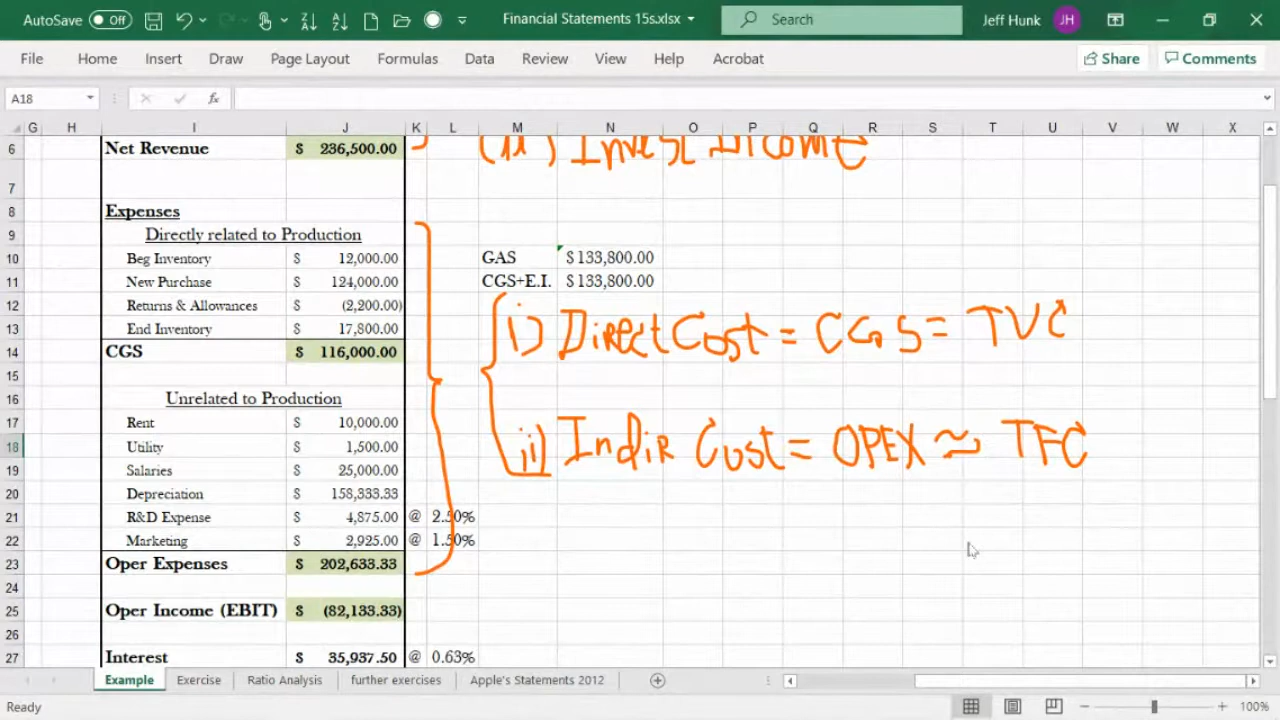 AutoSave Off Financial Statements 15s.xlsx Search Jeff Hunk JH
File Home Insert Draw Page Layout Formulas Data Review View Help Acrobat Share Comments
A18 fx
G H I J K L M N O P Q R S T U V W X
6 Net Revenue $ 236,500.00 (ii) Invest Income
7
8 Expenses
9 Directly related to Production
10 Beg Inventory $ 12,000.00 GAS $ 133,800.00
11 New Purchase $ 124,000.00 CGS+E.I. $ 133,800.00
12 Returns & Allowances $ (2,200.00)
13 End Inventory $ 17,800.00 i) Direct Cost = CGS = TVC
14 CGS $ 116,000.00
15
16 Unrelated to Production
17 Rent $ 10,000.00
18 Utility $ 1,500.00 ii) Indir Cost = OPEX ≈ TFC
19 Salaries $ 25,000.00
20 Depreciation $ 158,333.33
21 R&D Expense $ 4,875.00 @ 2.50%
22 Marketing $ 2,925.00 @ 1.50%
23 Oper Expenses $ 202,633.33
24
25 Oper Income (EBIT) $ (82,133.33)
26
27 Interest $ 35,937.50 @ 0.63%
Example Exercise Ratio Analysis further exercises Apple's Statements 2012
Ready 100%